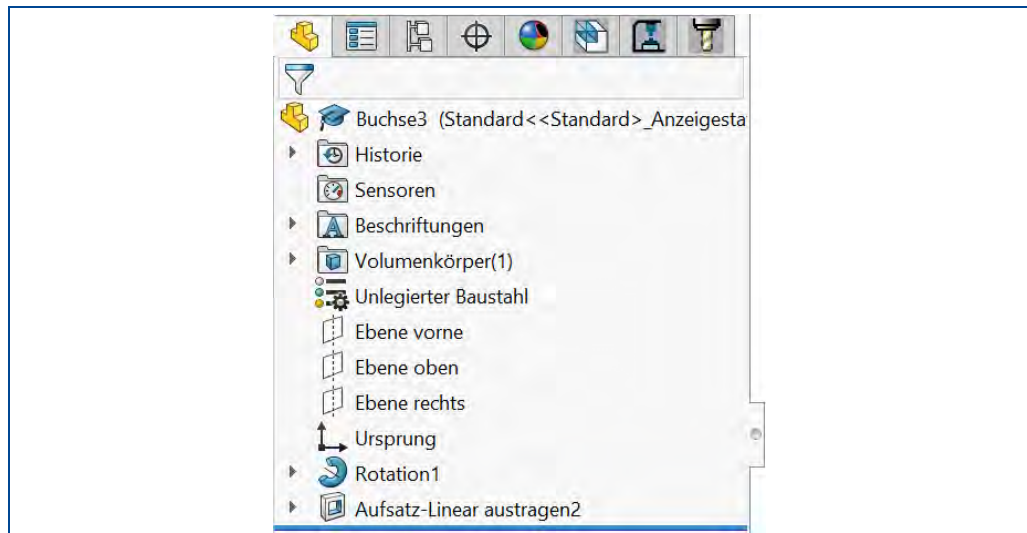 Buchse3 (Standard<<Standard>_Anzeigesta
Historie
Sensoren
Beschriftungen
Volumenkörper(1)
Unlegierter Baustahl
Ebene vorne
Ebene oben
Ebene rechts
Ursprung
Rotation1
Aufsatz-Linear austragen2